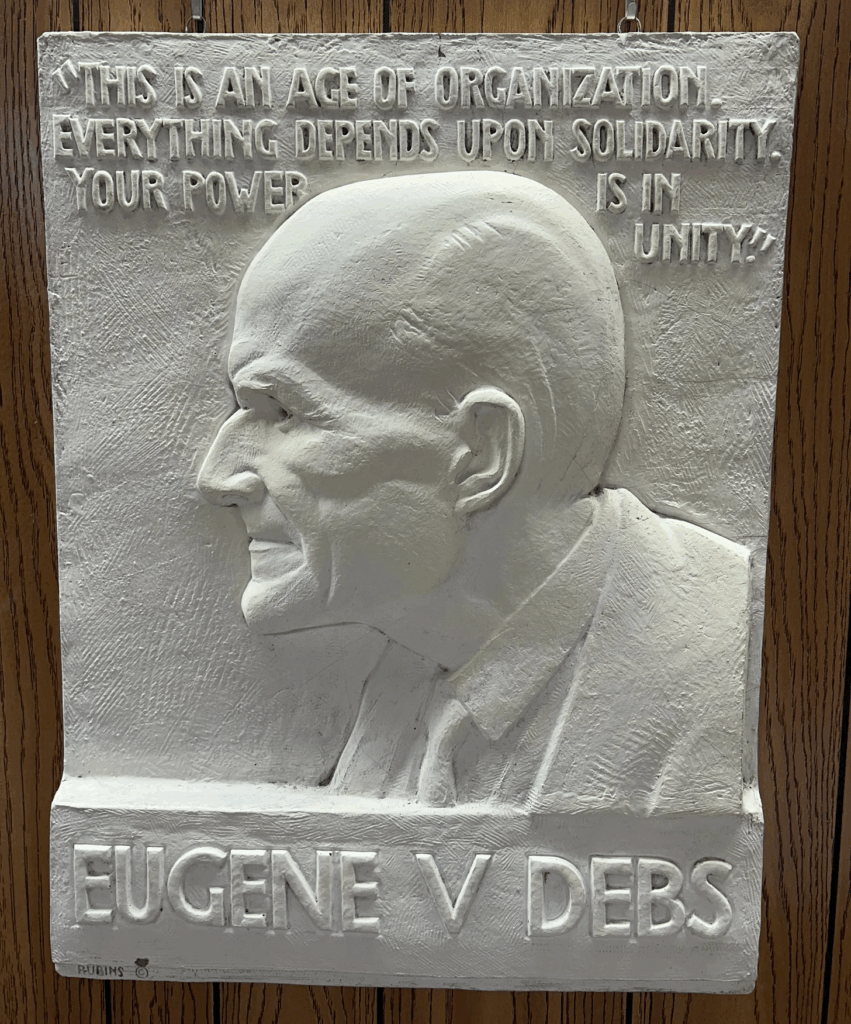 "THIS IS AN AGE OF ORGANIZATION.
EVERYTHING DEPENDS UPON SOLIDARITY.
YOUR POWER IS IN
UNITY."
EUGENE V DEBS
RUBINS ©